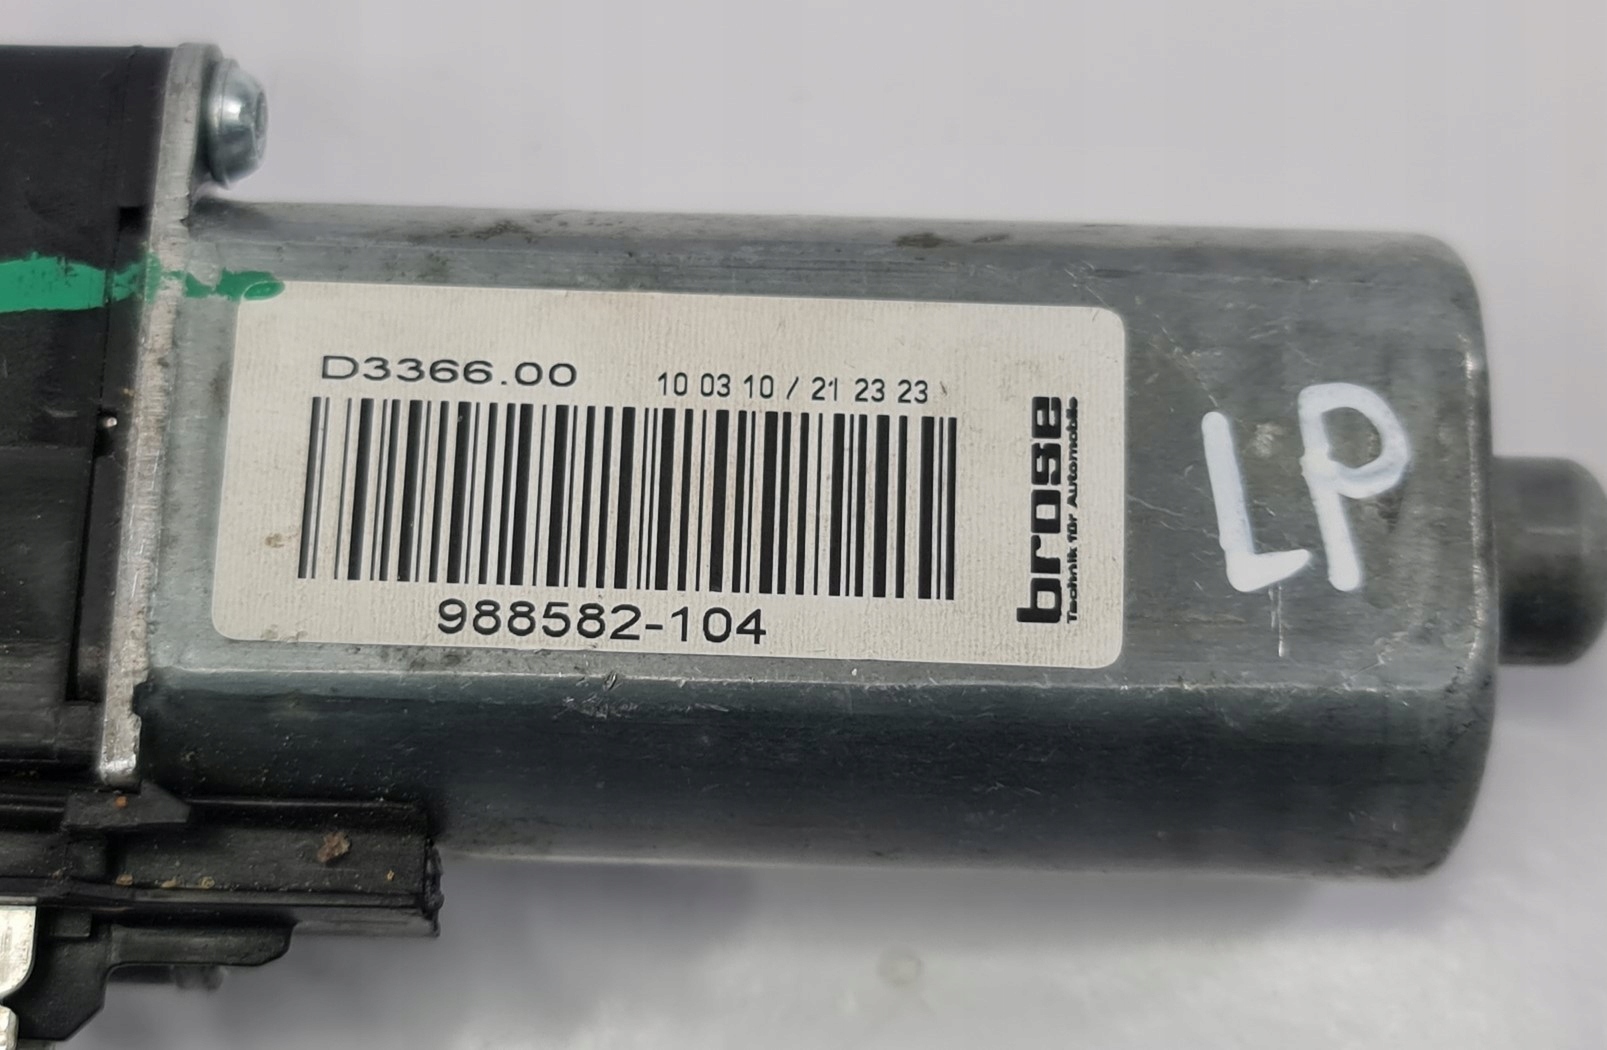 D3366.00
10 03 10 / 21 23 23
988582-104
brose
Technik für Automobile
LP